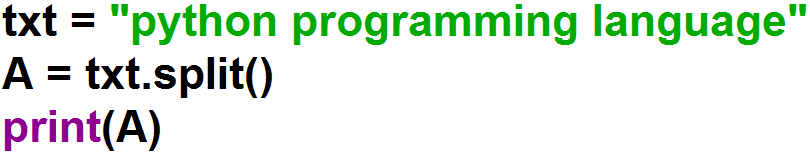 txt = "python programming language"
A = txt.split()
print(A)